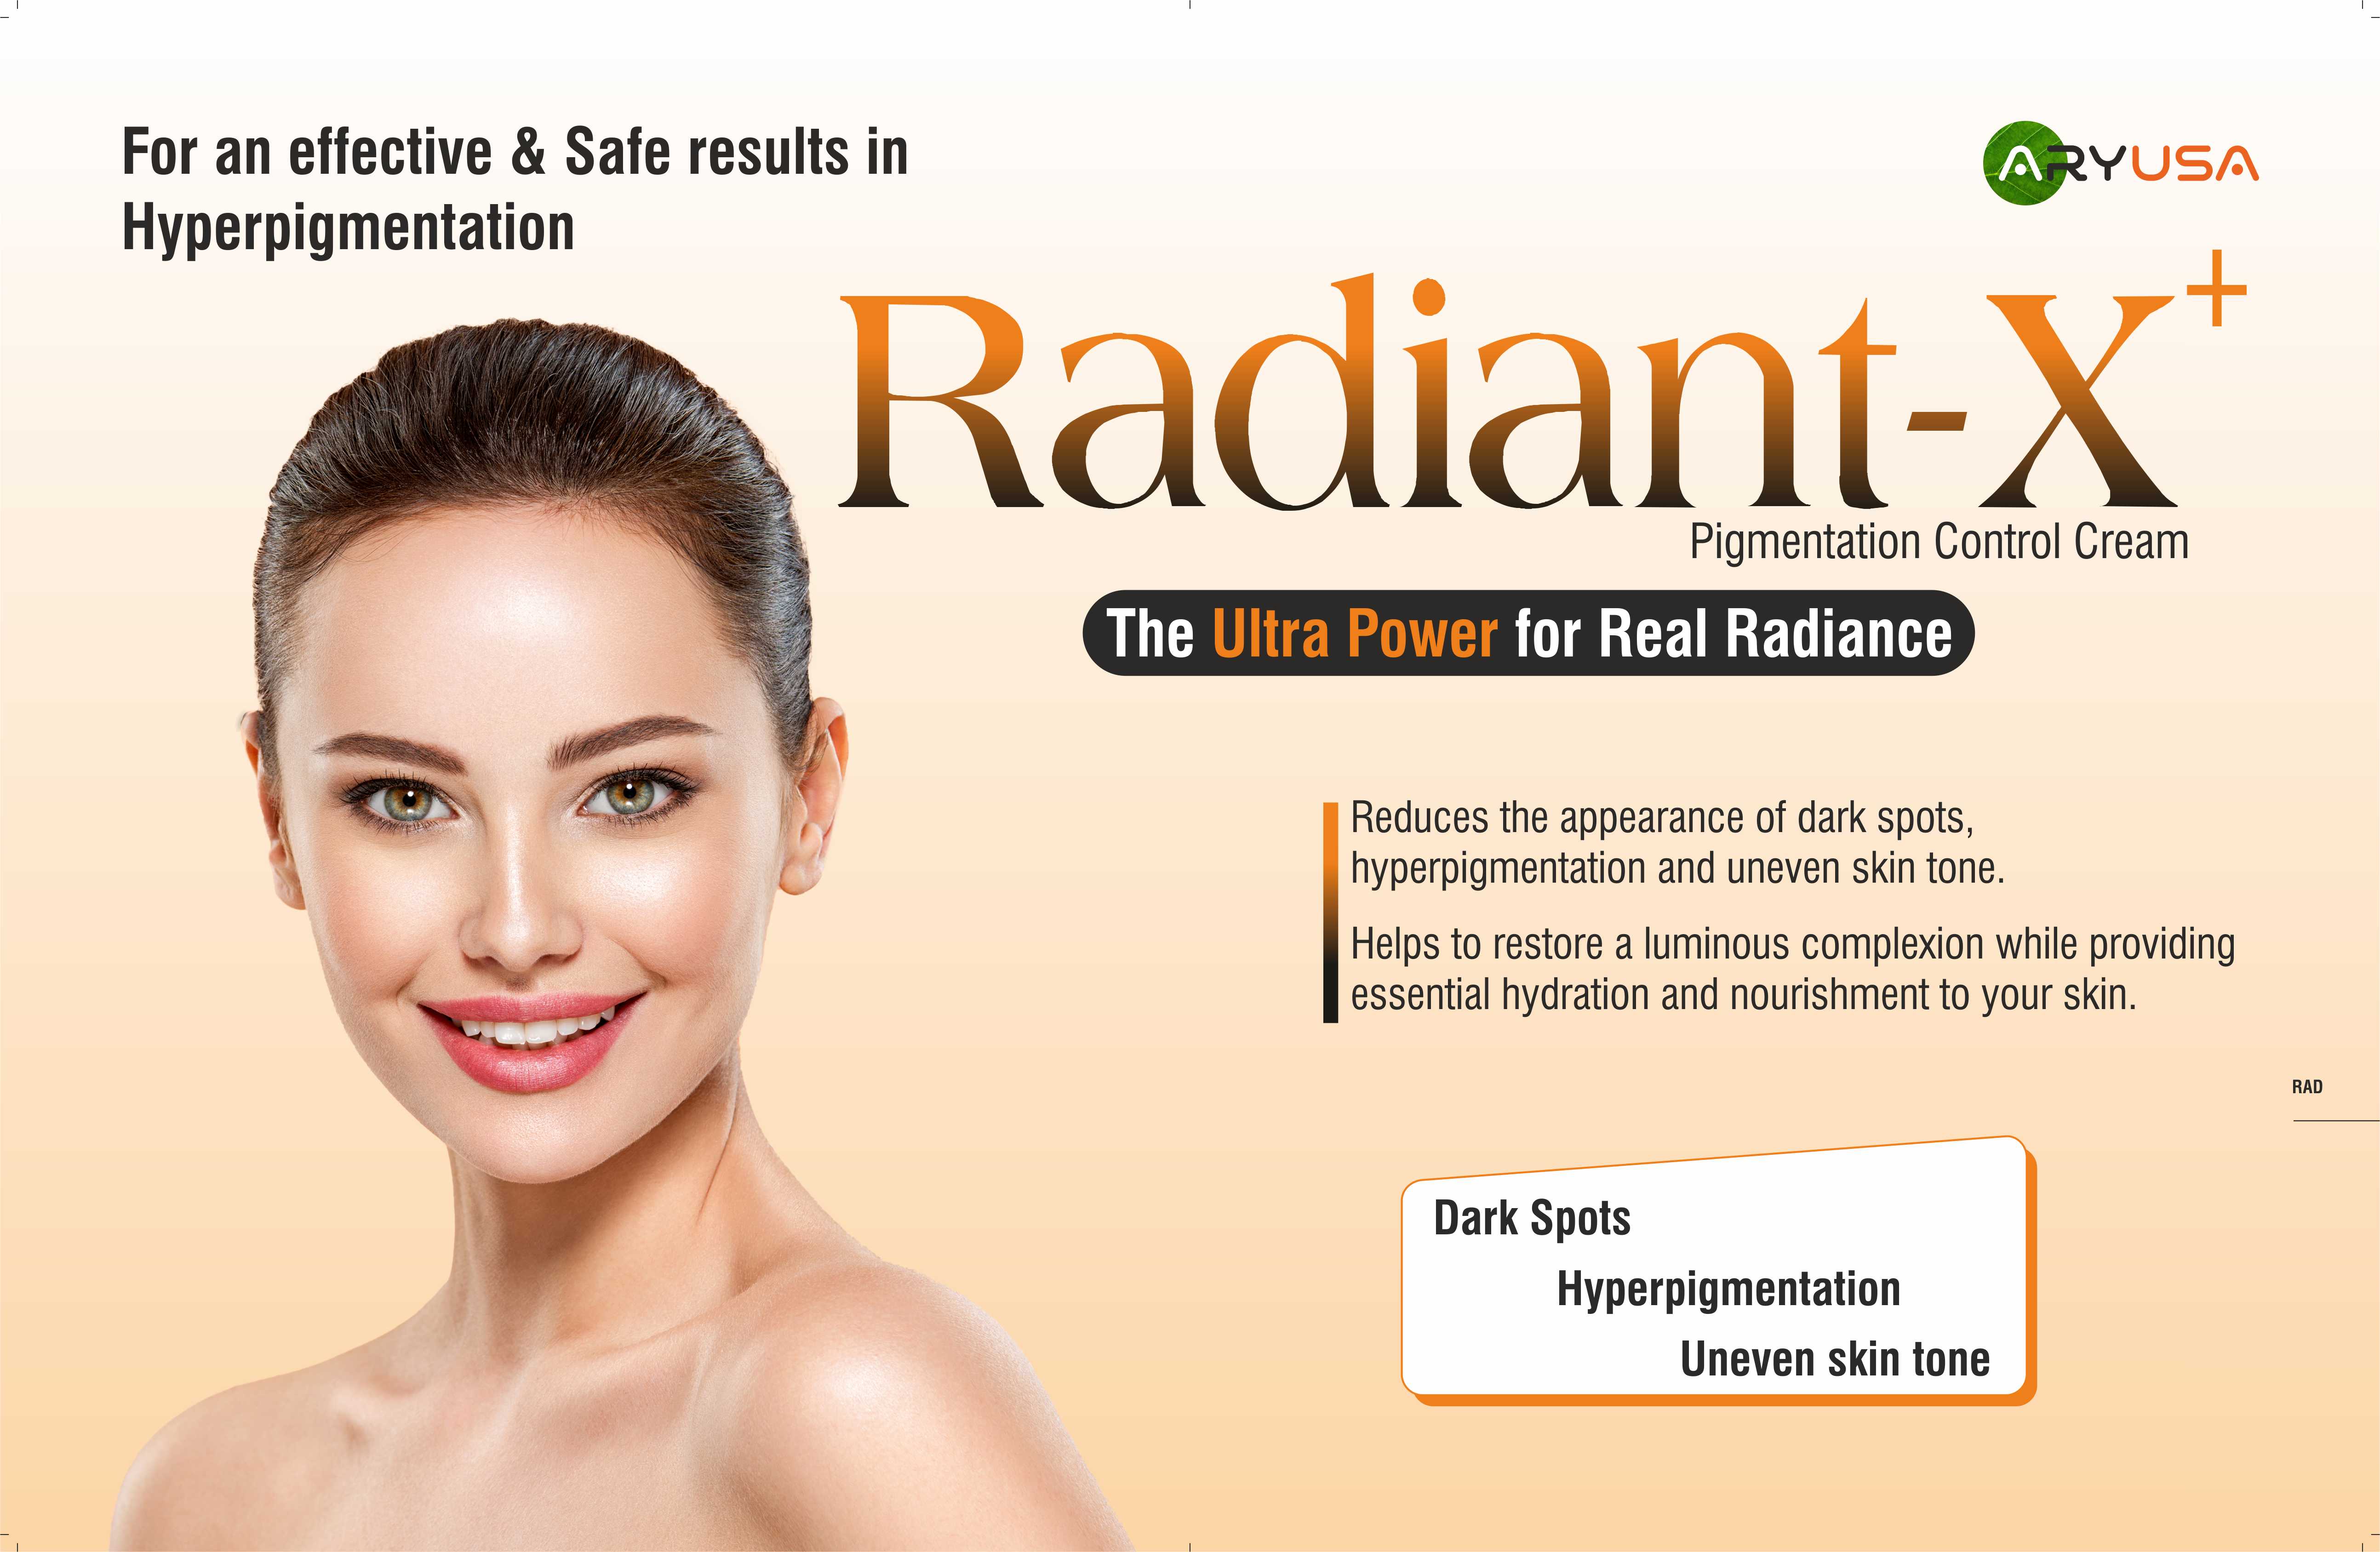 For an effective & Safe results in
Hyperpigmentation
ARYUSA
Radiant-X+
Pigmentation Control Cream
The Ultra Power for Real Radiance
Reduces the appearance of dark spots,
hyperpigmentation and uneven skin tone.
Helps to restore a luminous complexion while providing
essential hydration and nourishment to your skin.
RAD
Dark Spots
Hyperpigmentation
Uneven skin tone